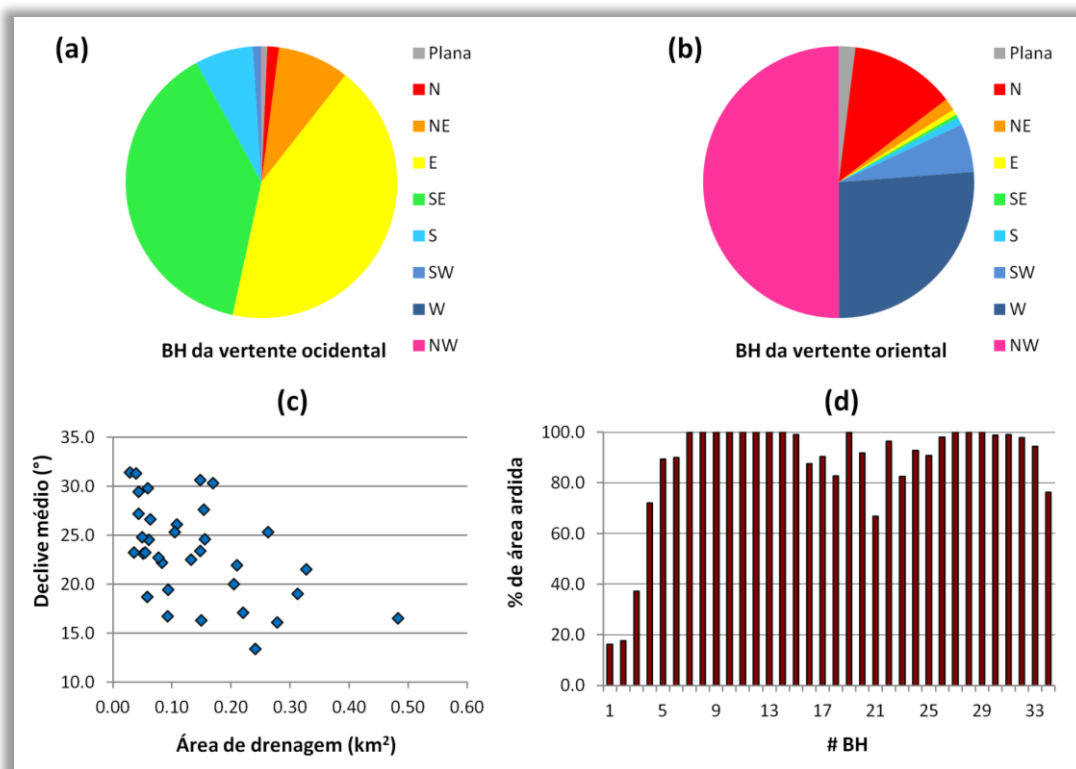 (a)
Plana
N
NE
E
SE
S
SW
W
NW
BH da vertente ocidental
(b)
Plana
N
NE
E
SE
S
SW
W
NW
BH da vertente oriental
(c)
Declive médio (°)
35.0
30.0
25.0
20.0
15.0
10.0
0.00 0.10 0.20 0.30 0.40 0.50 0.60
Área de drenagem (km²)
(d)
% de área ardida
100.0
80.0
60.0
40.0
20.0
0.0
1 5 9 13 17 21 25 29 33
# BH